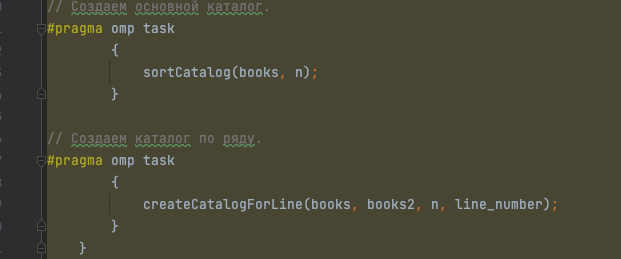 // Создаем основной каталог.
#pragma omp task
{
sortCatalog(books, n);
}
// Создаем каталог по ряду.
#pragma omp task
{
createCatalogForLine(books, books2, n, line_number);
}
}